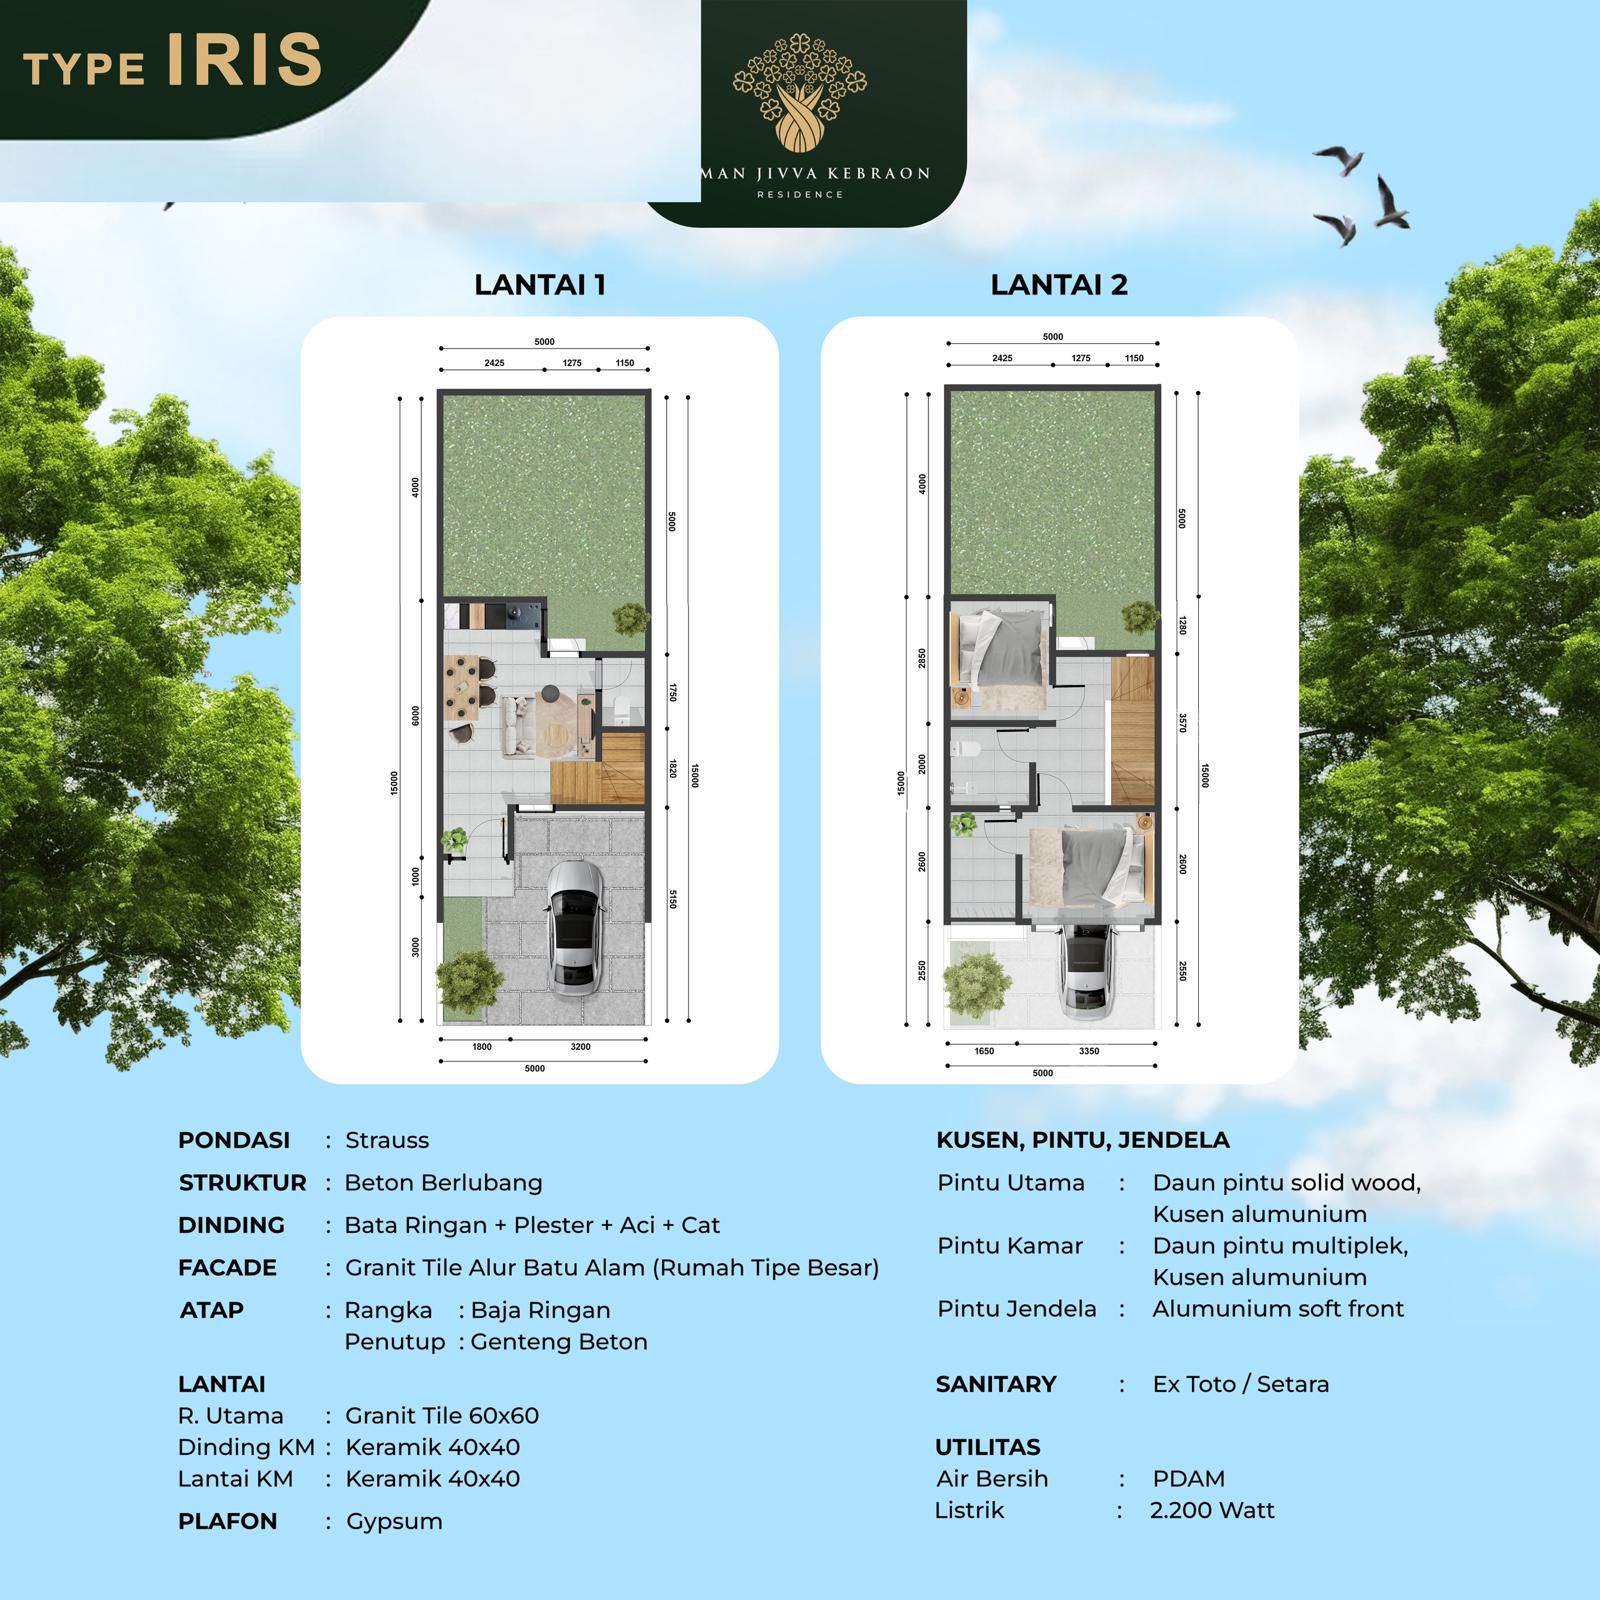 TYPE IRIS
MAN JIVVA KEBRAON
RESIDENCE
LANTAI 1
5000
2425 1275 1150
4000
5000
6000
1750
1820
15000
15000
1000
5150
3000
1800 3200
5000
LANTAI 2
5000
2425 1275 1150
4000
5000
1280
2850
3570
2000
15000
15000
2600
2600
2550
2550
1650 3350
5000
PONDASI : Strauss
STRUKTUR : Beton Berlubang
DINDING : Bata Ringan + Plester + Aci + Cat
FACADE : Granit Tile Alur Batu Alam (Rumah Tipe Besar)
ATAP : Rangka : Baja Ringan
Penutup : Genteng Beton
LANTAI
R. Utama : Granit Tile 60x60
Dinding KM : Keramik 40x40
Lantai KM : Keramik 40x40
PLAFON : Gypsum
KUSEN, PINTU, JENDELA
Pintu Utama : Daun pintu solid wood,
Kusen alumunium
Pintu Kamar : Daun pintu multiplek,
Kusen alumunium
Pintu Jendela : Alumunium soft front
SANITARY : Ex Toto / Setara
UTILITAS
Air Bersih : PDAM
Listrik : 2.200 Watt